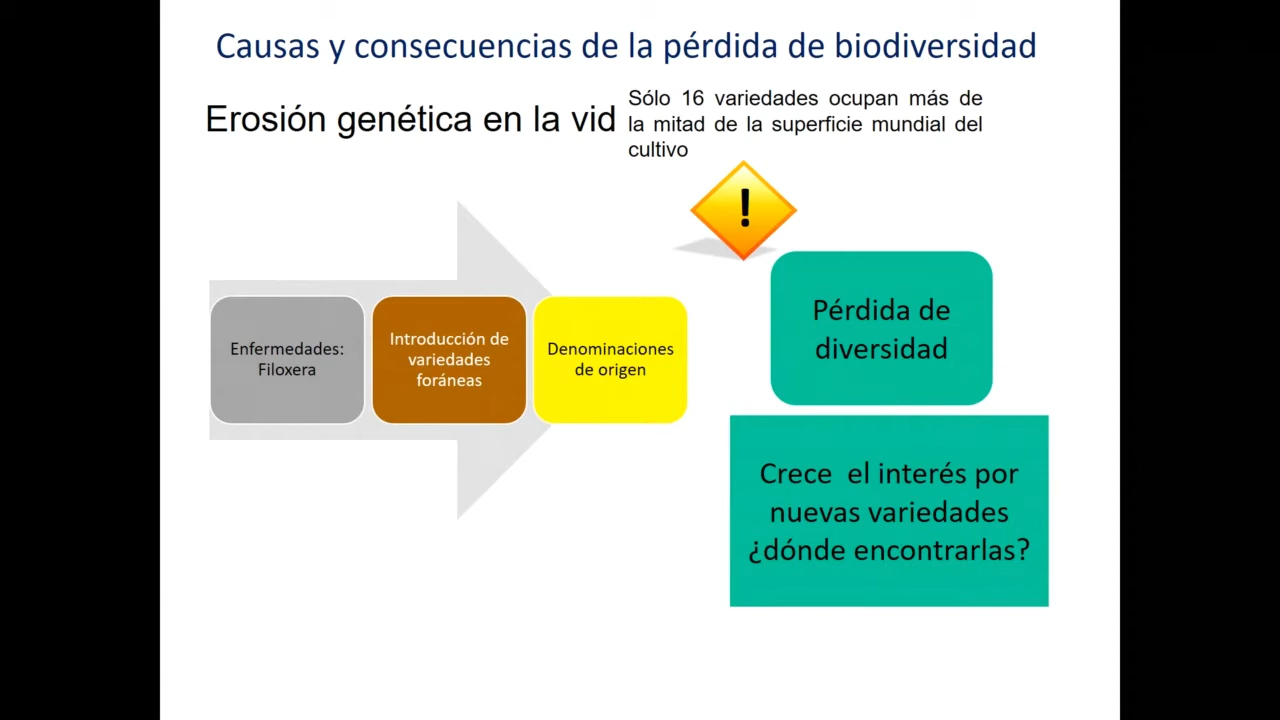 Causas y consecuencias de la pérdida de biodiversidad
Erosión genética en la vid
Sólo 16 variedades ocupan más de
la mitad de la superficie mundial del
cultivo
!
Enfermedades:
Filoxera
Introducción de
variedades
foráneas
Denominaciones
de origen
Pérdida de
diversidad
Crece el interés por
nuevas variedades
¿dónde encontrarlas?